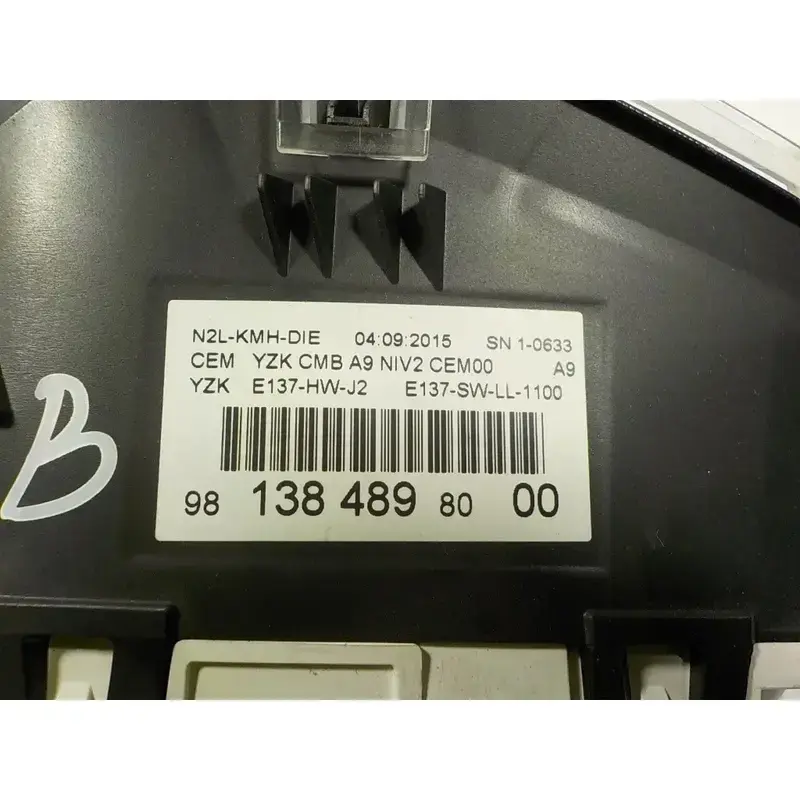 N2L-KMH-DIE 04:09:2015 SN 1-0633
CEM YZK CMB A9 NIV2 CEM00 A9
YZK E137-HW-J2 E137-SW-LL-1100
98 138 489 80 00
B